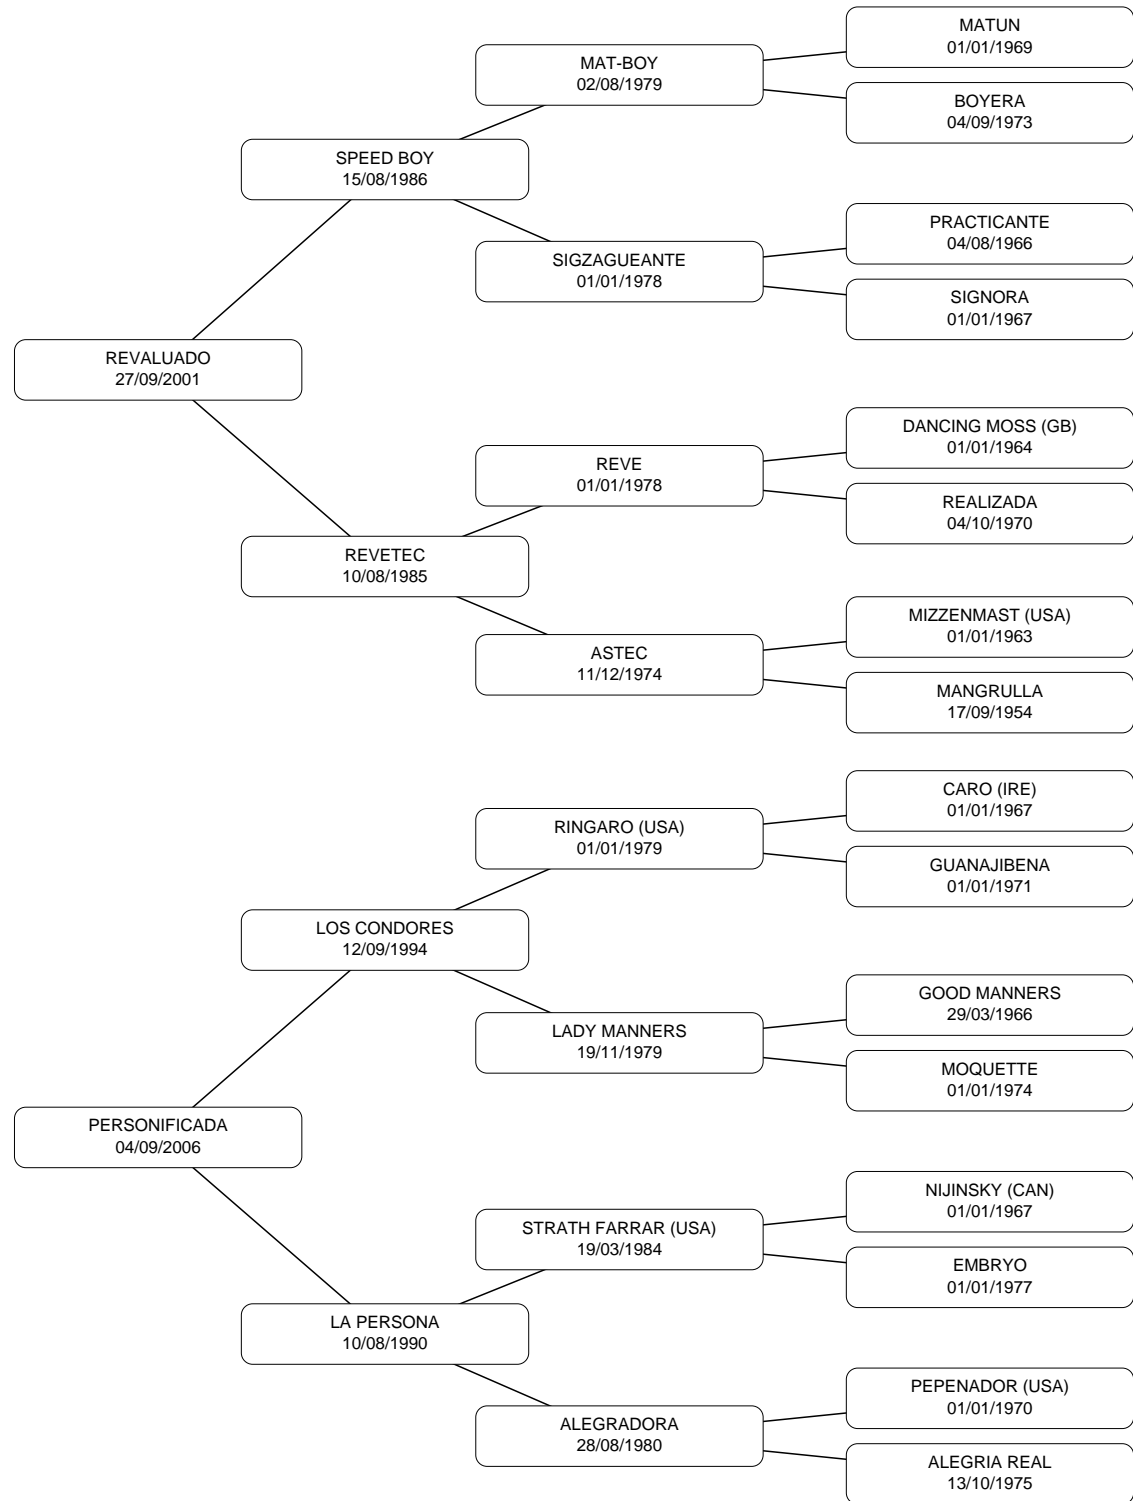 MATUN
01/01/1969
MAT-BOY
02/08/1979
BOYERA
04/09/1973
SPEED BOY
15/08/1986
PRACTICANTE
04/08/1966
SIGZAGUEANTE
01/01/1978
SIGNORA
01/01/1967
REVALUADO
27/09/2001
DANCING MOSS (GB)
01/01/1964
REVE
01/01/1978
REALIZADA
04/10/1970
REVETEC
10/08/1985
MIZZENMAST (USA)
01/01/1963
ASTEC
11/12/1974
MANGRULLA
17/09/1954
CARO (IRE)
01/01/1967
RINGARO (USA)
01/01/1979
GUANAJIBENA
01/01/1971
LOS CONDORES
12/09/1994
GOOD MANNERS
29/03/1966
LADY MANNERS
19/11/1979
MOQUETTE
01/01/1974
PERSONIFICADA
04/09/2006
NIJINSKY (CAN)
01/01/1967
STRATH FARRAR (USA)
19/03/1984
EMBRYO
01/01/1977
LA PERSONA
10/08/1990
PEPENADOR (USA)
01/01/1970
ALEGRADORA
28/08/1980
ALEGRIA REAL
13/10/1975